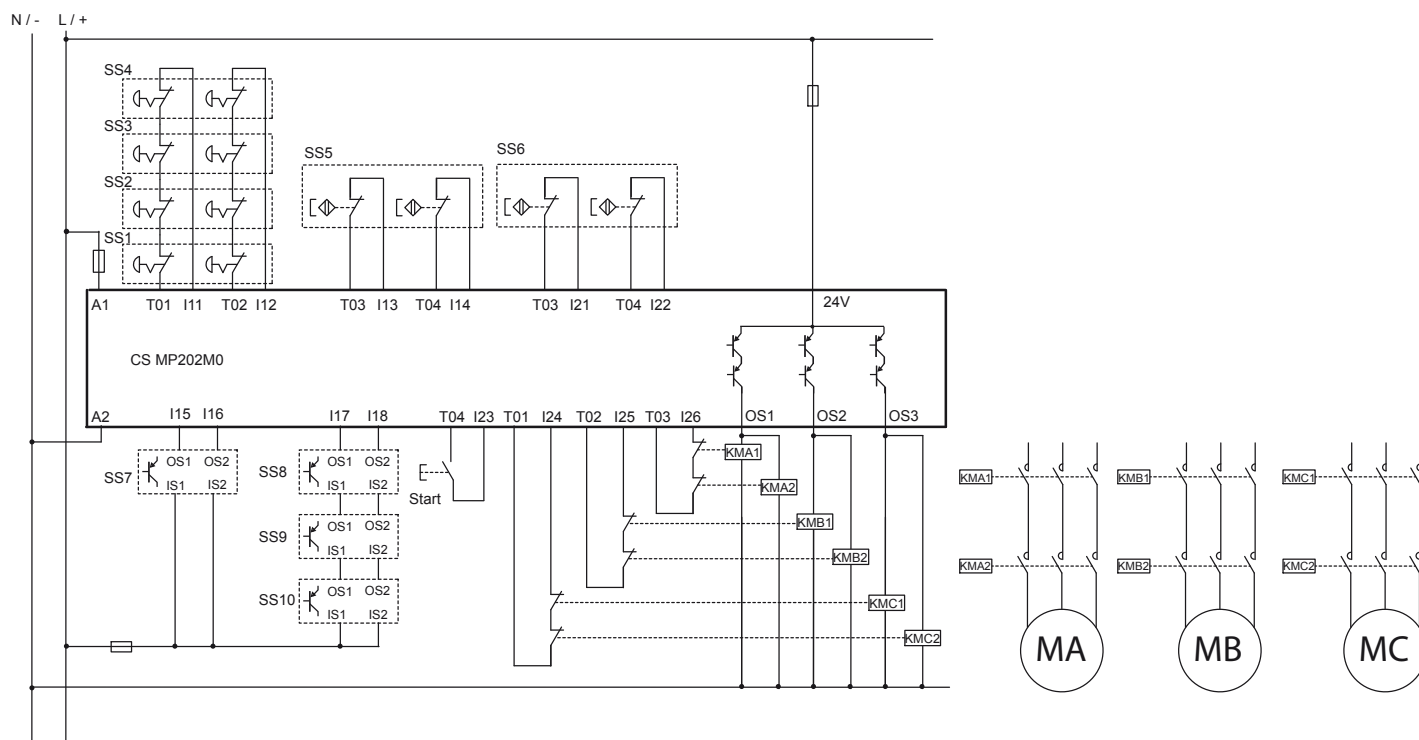 N / - L / +
SS4
SS3
SS2
SS1
SS5
SS6
A1 T01 I11 T02 I12 T03 I13 T04 I14 T03 I21 T04 I22 24V
CS MP202M0
A2 I15 I16 I17 I18 T04 I23 T01 I24 T02 I25 T03 I26 OS1 OS2 OS3
SS7 OS1 OS2 IS1 IS2
SS8 OS1 OS2 IS1 IS2
Start
SS9 OS1 OS2 IS1 IS2
SS10 OS1 OS2 IS1 IS2
KMA1
KMA2
KMB1
KMB2
KMC1
KMC2
KMA1 KMB1 KMC1
KMA2 KMB2 KMC2
MA MB MC